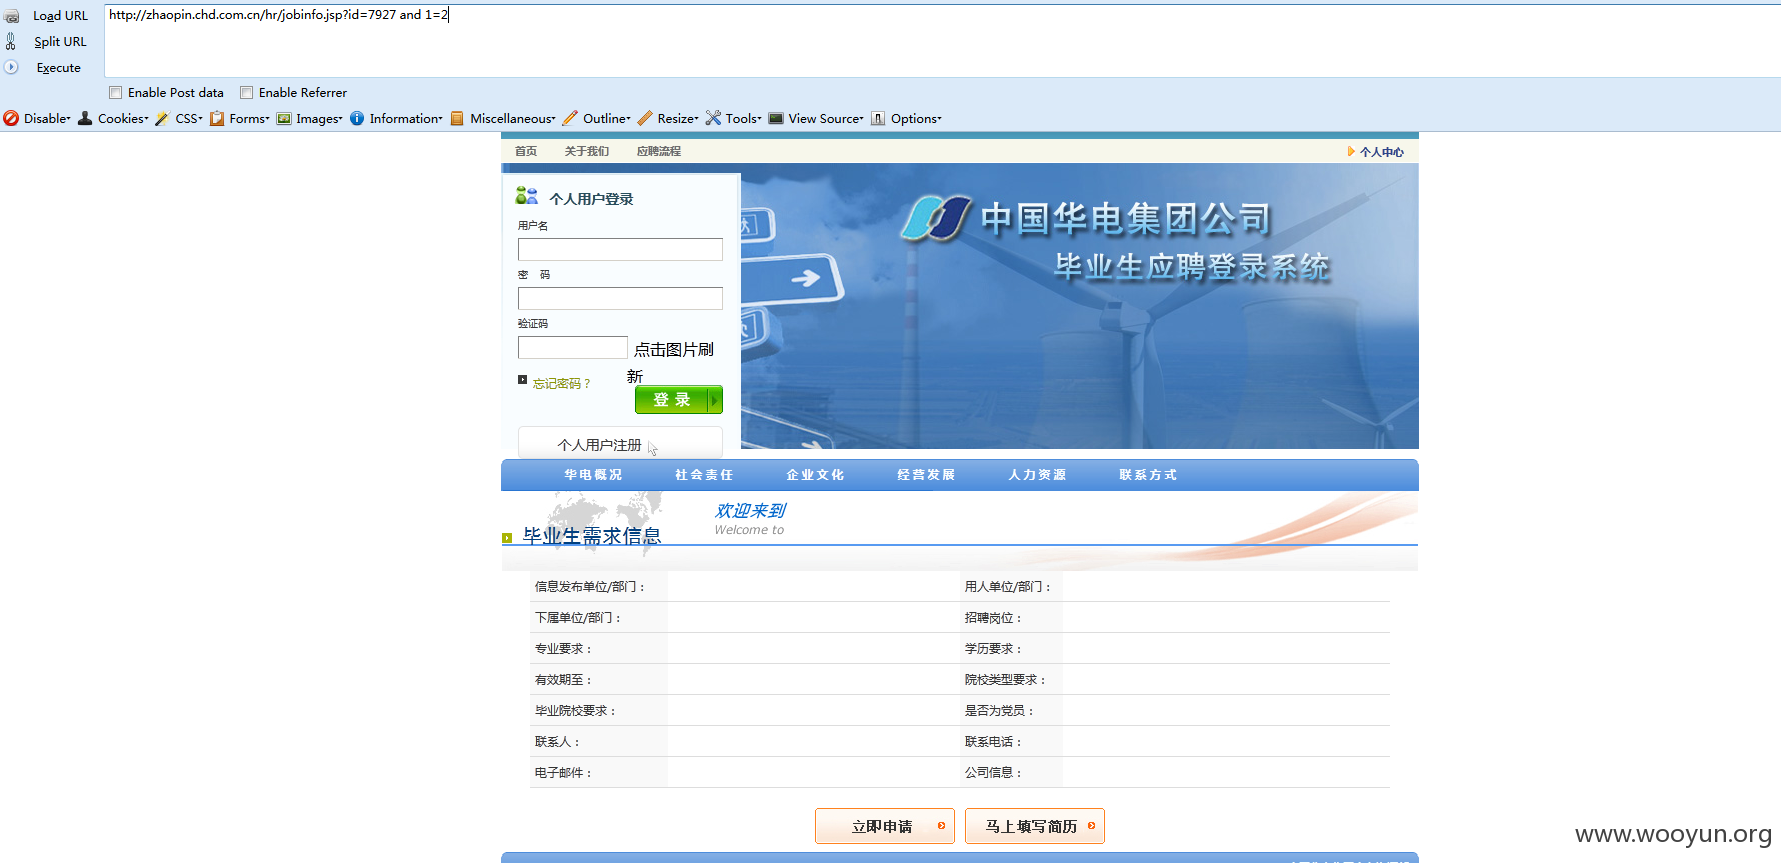 Load URL
http://zhaopin.chd.com.cn/hr/jobinfo.jsp?id=7927 and 1=2
Split URL
Execute
Enable Post data Enable Referrer
Disable Cookies CSS Forms Images Information Miscellaneous Outline Resize Tools View Source Options
首页 关于我们 应聘流程 个人中心
个人用户登录
用户名
密 码
验证码
点击图片刷
新
忘记密码？
登 录
个人用户注册
中国华电集团公司
毕业生应聘登录系统
华电概况 社会责任 企业文化 经营发展 人力资源 联系方式
欢迎来到
Welcome to
毕业生需求信息
信息发布单位/部门： 用人单位/部门：
下属单位/部门： 招聘岗位：
专业要求： 学历要求：
有效期至： 院校类型要求：
毕业院校要求： 是否为党员：
联系人： 联系电话：
电子邮件： 公司信息：
立即申请 马上填写简历
www.wooyun.org